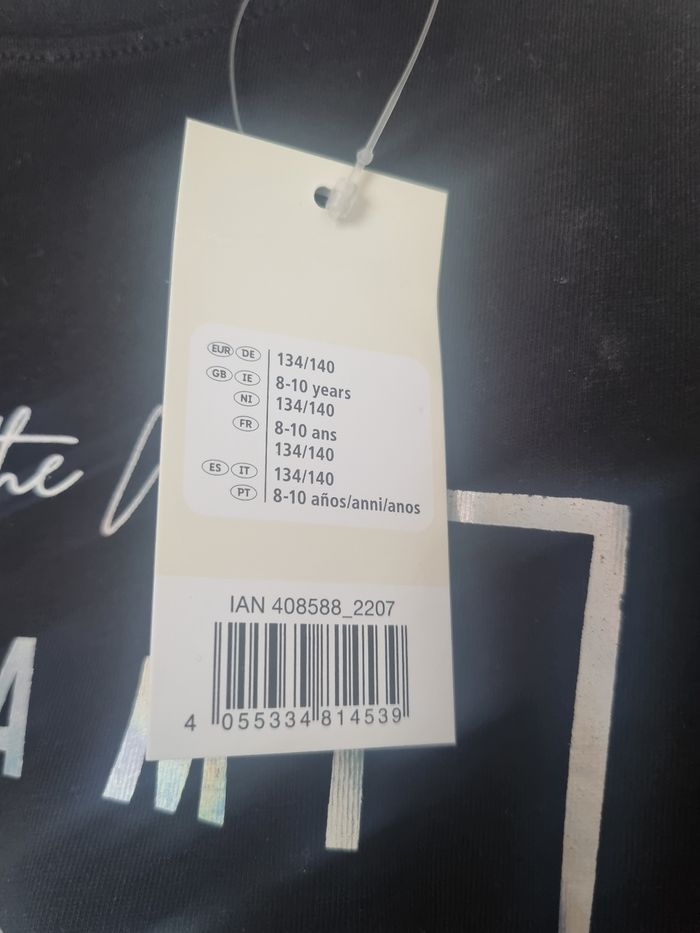 EUR DE 134/140
GB IE 8-10 years
NI 134/140
FR 8-10 ans
134/140
ES IT 134/140
PT 8-10 años/anni/anos
IAN 408588_2207
4 055334 814539
the
A M